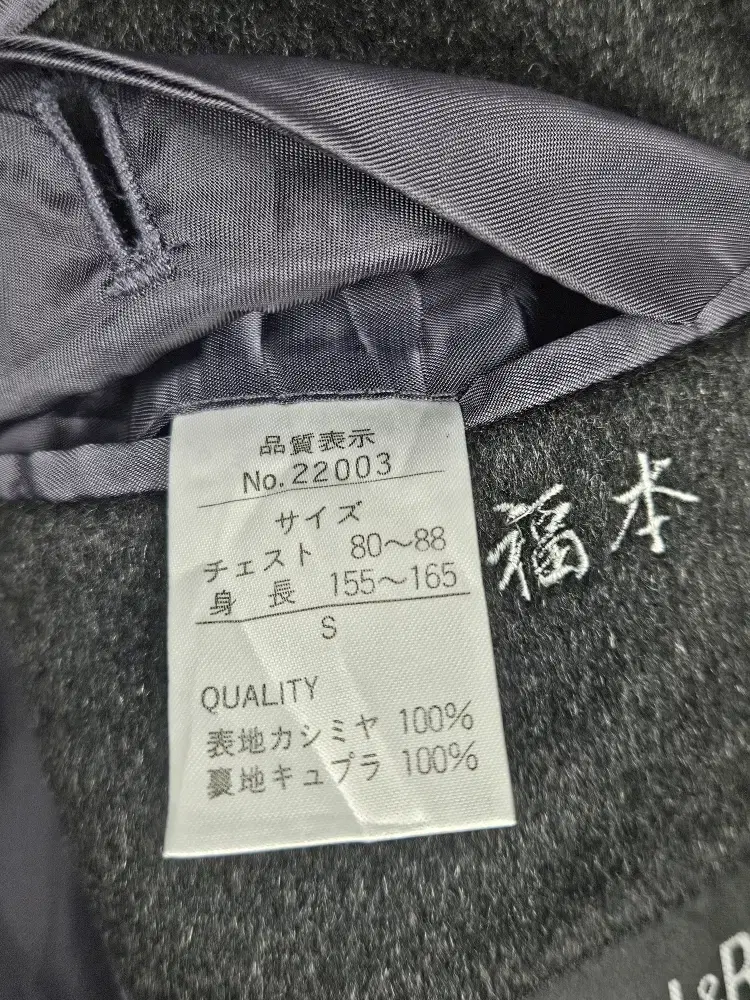 品質表示
No.22003
サイズ
チェスト 80～88
身 長 155～165
S
QUALITY
表地カシミヤ 100%
裏地キュプラ 100%
福本